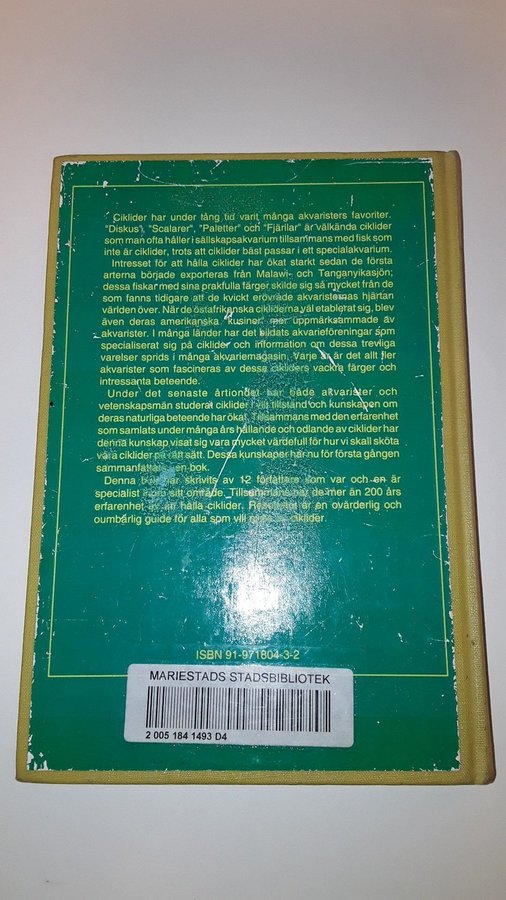 Ciklider har under lång tid varit många akvaristers favoriter.
"Diskus", "Scalarer", "Paletter" och "Fjärilar" är välkända ciklider
som man ofta håller i sällskapsakvarium tillsammans med fisk som
inte är ciklider, trots att ciklider bäst passar i ett specialakvarium.
Intresset för att hålla ciklider har ökat starkt sedan de första
arterna började exporteras från Malawi- och Tanganyikasjön;
dessa fiskar med sina prakfulla färger skilde sig så mycket från de
som fanns tidigare att de kvickt erövrade akvaristernas hjärtan
världen över. När de östafrikanska cikliderna väl etablerat sig, blev
även deras amerikanska kusiner mer uppmärksammade av
akvarister. I många länder har det bildats akvarieföreningar som
specialiserat sig på ciklider och information om dessa trevliga
varelser sprids i många akvariemagasin. Varje år är det allt fler
akvarister som fascineras av dessa cikliders vackra färger och
intressanta beteende.
Under det senaste årtiondet har både akvarister och
vetenskapsmän studerat ciklider i vilt tillstånd och kunskapen om
deras naturliga beteende har ökat. Tillsammans med den erfarenhet
som samlats under många års hållande och odlande av ciklider har
denna kunskap visat sig vara mycket värdefull för hur vi skall sköta
våra ciklider på rätt sätt. Dessa kunskaper har nu för första gången
sammanfattats en bok.
Denna bok har skrivits av 12 författare som var och en är
specialist inom sitt område. Tillsammans har de mer än 200 års
erfarenhet av att hålla ciklider. Resultatet är en ovärderlig och
oumbärlig guide för alla som vill ciklider.
ISBN 91-971804-3-2
MARIESTADS STADSBIBLIOTEK
2 005 184 1493 D4